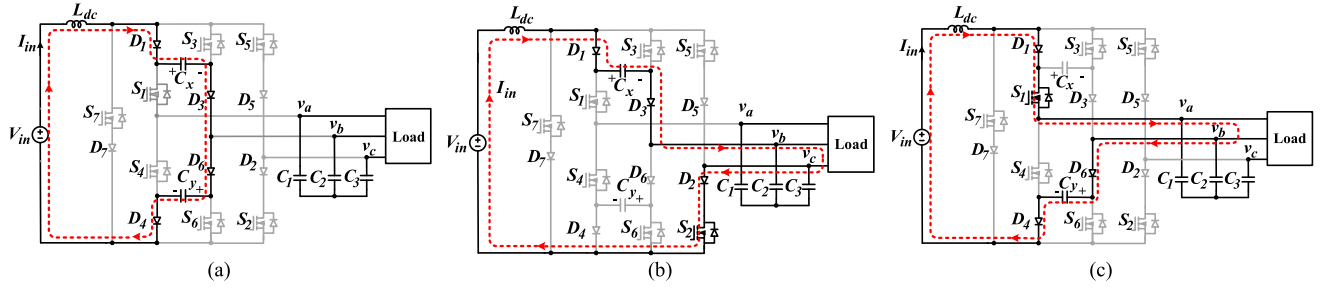 L_dc
I_in
D_1
S_3
S_5
+ C_x -
S_1
D_3
D_5
v_a
S_7
v_b
Load
V_in
D_7
D_6
v_c
S_4
C_y
D_2
- +
C_1
C_2
C_3
D_4
S_6
S_2
(a)
L_dc
D_1
S_3
S_5
+ C_x -
I_in
S_1
D_3
D_5
v_a
S_7
v_b
Load
V_in
D_7
v_c
S_4
D_6
D_2
C_y
- +
C_1
C_2
C_3
D_4
S_6
S_2
(b)
L_dc
I_in
D_1
S_3
S_5
+ C_x -
S_1
D_3
D_5
v_a
S_7
v_b
Load
V_in
D_7
v_c
S_4
D_6
D_2
C_y
- +
C_1
C_2
C_3
D_4
S_6
S_2
(c)